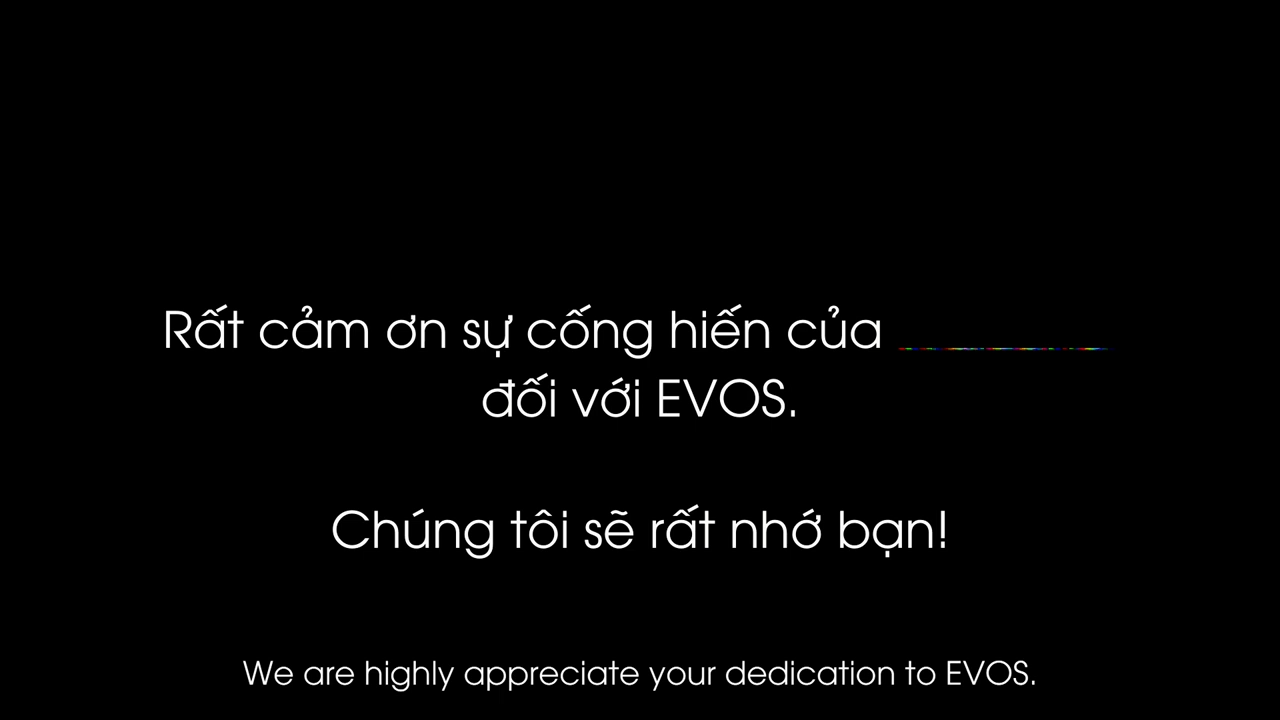 Rất cảm ơn sự cống hiến của
đối với EVOS.
Chúng tôi sẽ rất nhớ bạn!
We are highly appreciate your dedication to EVOS.